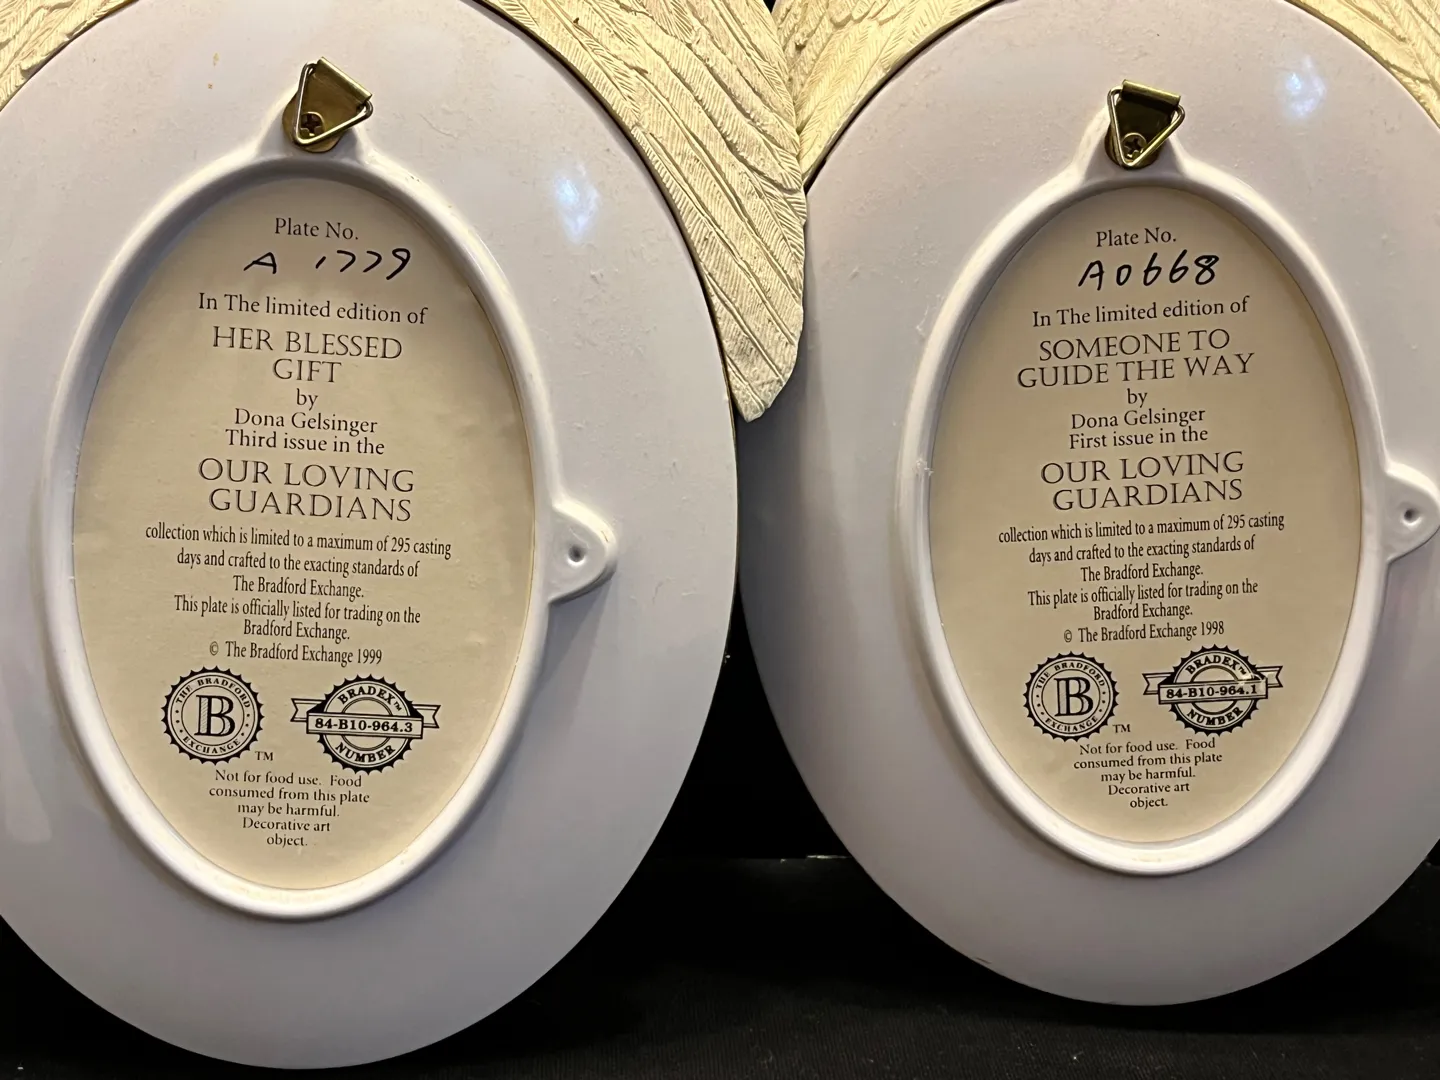 Plate No.
A 1779
In The limited edition of
HER BLESSED
GIFT
by
Dona Gelsinger
Third issue in the
OUR LOVING
GUARDIANS
collection which is limited to a maximum of 295 casting
days and crafted to the exacting standards of
The Bradford Exchange.
This plate is officially listed for trading on the
Bradford Exchange.
© The Bradford Exchange 1999
THE BRADFORD
B
EXCHANGE
TM
BRADEX™
84-B10-964.3
NUMBER
Not for food use. Food
consumed from this plate
may be harmful.
Decorative art
object.
Plate No.
A0668
In The limited edition of
SOMEONE TO
GUIDE THE WAY
by
Dona Gelsinger
First issue in the
OUR LOVING
GUARDIANS
collection which is limited to a maximum of 295 casting
days and crafted to the exacting standards of
The Bradford Exchange.
This plate is officially listed for trading on the
Bradford Exchange.
© The Bradford Exchange 1998
THE BRADFORD
B
EXCHANGE
TM
BRADEX™
84-B10-964.1
NUMBER
Not for food use. Food
consumed from this plate
may be harmful.
Decorative art
object.